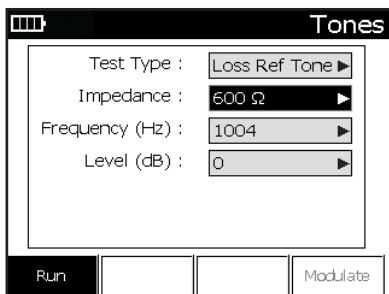 Tones
Test Type : Loss Ref Tone
Impedance : 600 Ω
Frequency (Hz) : 1004
Level (dB) : 0
Run Modulate